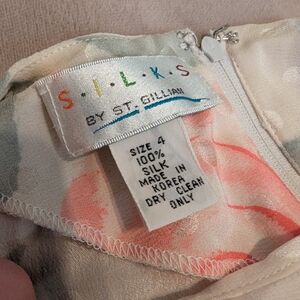 S·I·L·K·S
BY ST. GILLIAN
SIZE 4
100%
SILK
MADE IN
KOREA
DRY CLEAN
ONLY